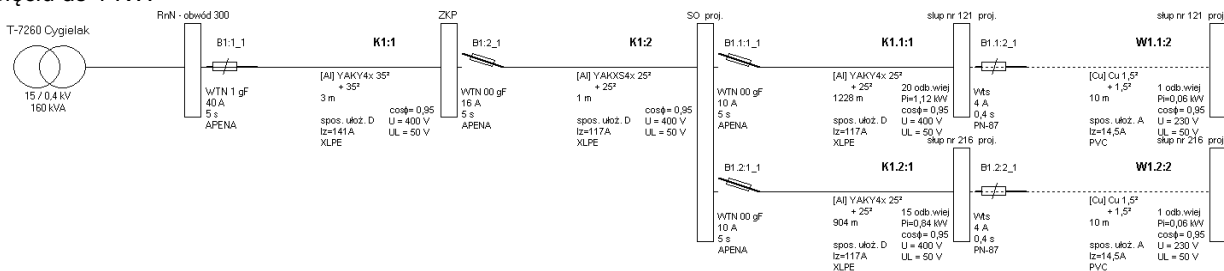 RnN - obwód 300
ZKP
SO proj.
słup nr 121 proj.
słup nr 121 proj.
T-7260 Cygielak
15 / 0,4 kV
160 kVA
B1:1_1
WTN 1 gF
40 A
5 s
APENA
K1:1
[Al] YAKY4x 35²
+ 35²
3 m
spos. ułoż. D
Iz=141A
XLPE
cosϕ= 0,95
U = 400 V
UL = 50 V
B1:2_1
WTN 00 gF
16 A
5 s
APENA
K1:2
[Al] YAKXS4x 25²
+ 25²
1 m
spos. ułoż. D
Iz=117A
XLPE
cosϕ= 0,95
U = 400 V
UL = 50 V
B1.1:1_1
WTN 00 gF
10 A
5 s
APENA
K1.1:1
[Al] YAKY4x 25²
+ 25²
1228 m
spos. ułoż. D
Iz=117A
XLPE
20 odb.wiej
Pi=1,12 kW
cosϕ= 0,95
U = 400 V
UL = 50 V
B1.1:2_1
Wts
4 A
0,4 s
PN-87
W1.1:2
[Cu] Cu 1,5²
+ 1,5²
10 m
spos. ułoż. A
Iz=14,5A
PVC
1 odb.wiej
Pi=0,06 kW
cosϕ= 0,95
U = 230 V
UL = 50 V
słup nr 216 proj.
słup nr 216 proj.
B1.2:1_1
WTN 00 gF
10 A
5 s
APENA
K1.2:1
[Al] YAKY4x 25²
+ 25²
904 m
spos. ułoż. D
Iz=117A
XLPE
15 odb.wiej
Pi=0,84 kW
cosϕ= 0,95
U = 400 V
UL = 50 V
B1.2:2_1
Wts
4 A
0,4 s
PN-87
W1.2:2
[Cu] Cu 1,5²
+ 1,5²
10 m
spos. ułoż. A
Iz=14,5A
PVC
1 odb.wiej
Pi=0,06 kW
cosϕ= 0,95
U = 230 V
UL = 50 V